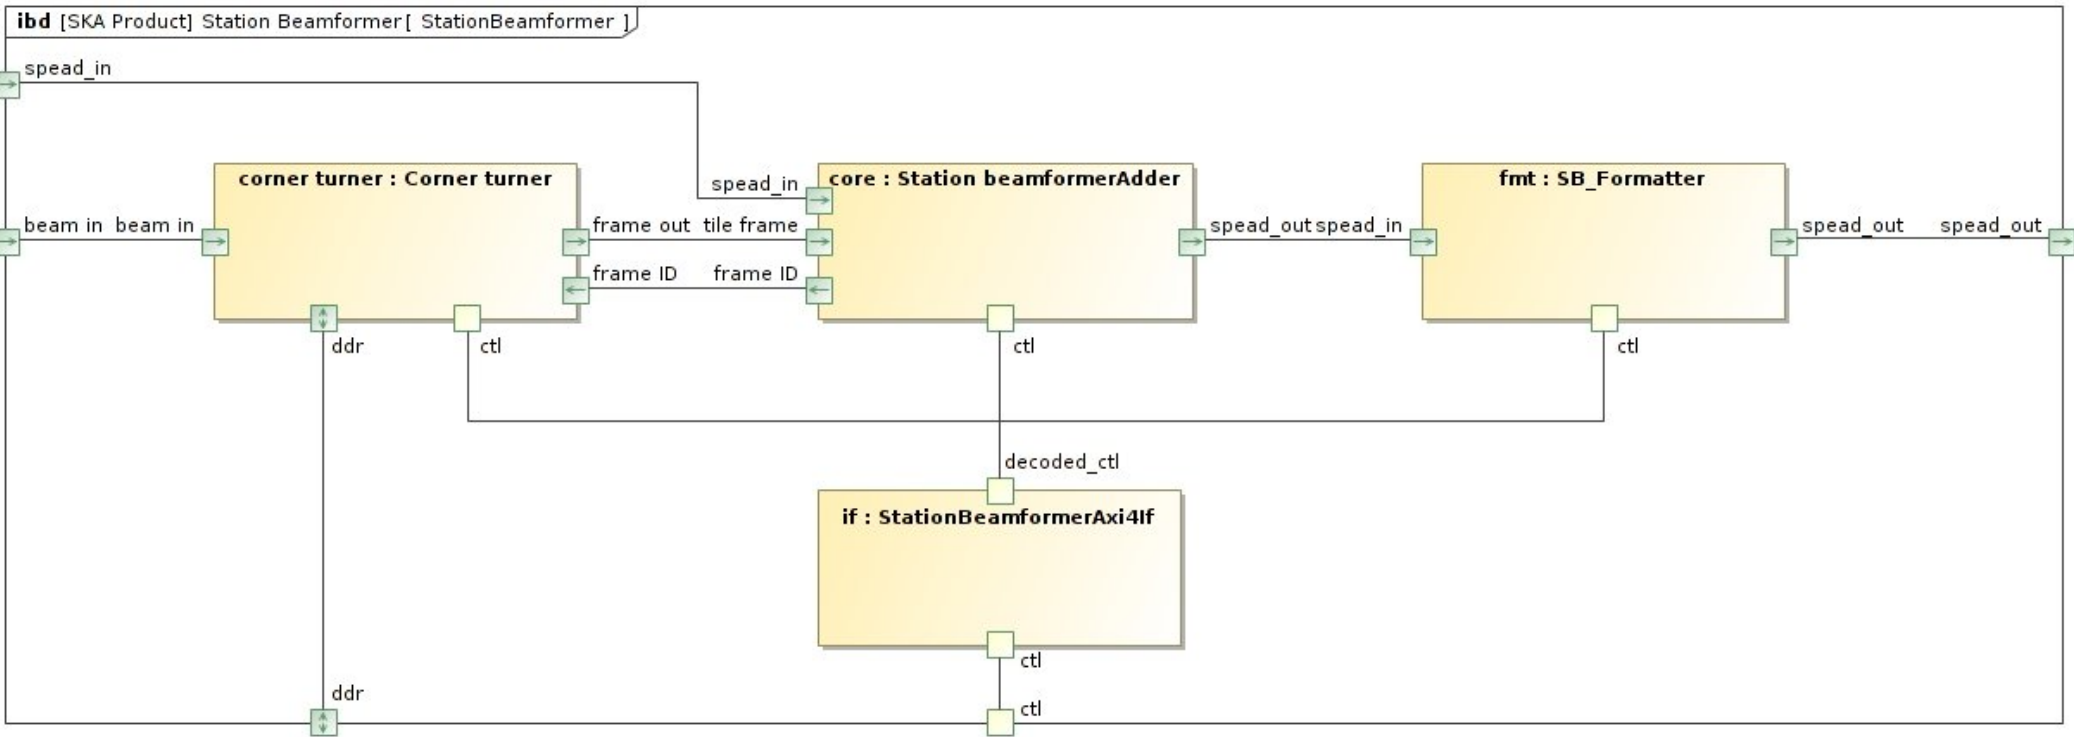 ibd [SKA Product] Station Beamformer[ StationBeamformer ]
spead_in
corner turner : Corner turner
spead_in
core : Station beamformerAdder
fmt : SB_Formatter
beam in beam in
frame out tile frame
spead_out spead_in
spead_out spead_out
frame ID frame ID
ddr
ctl
ctl
ctl
decoded_ctl
if : StationBeamformerAxi4If
ctl
ddr
ctl